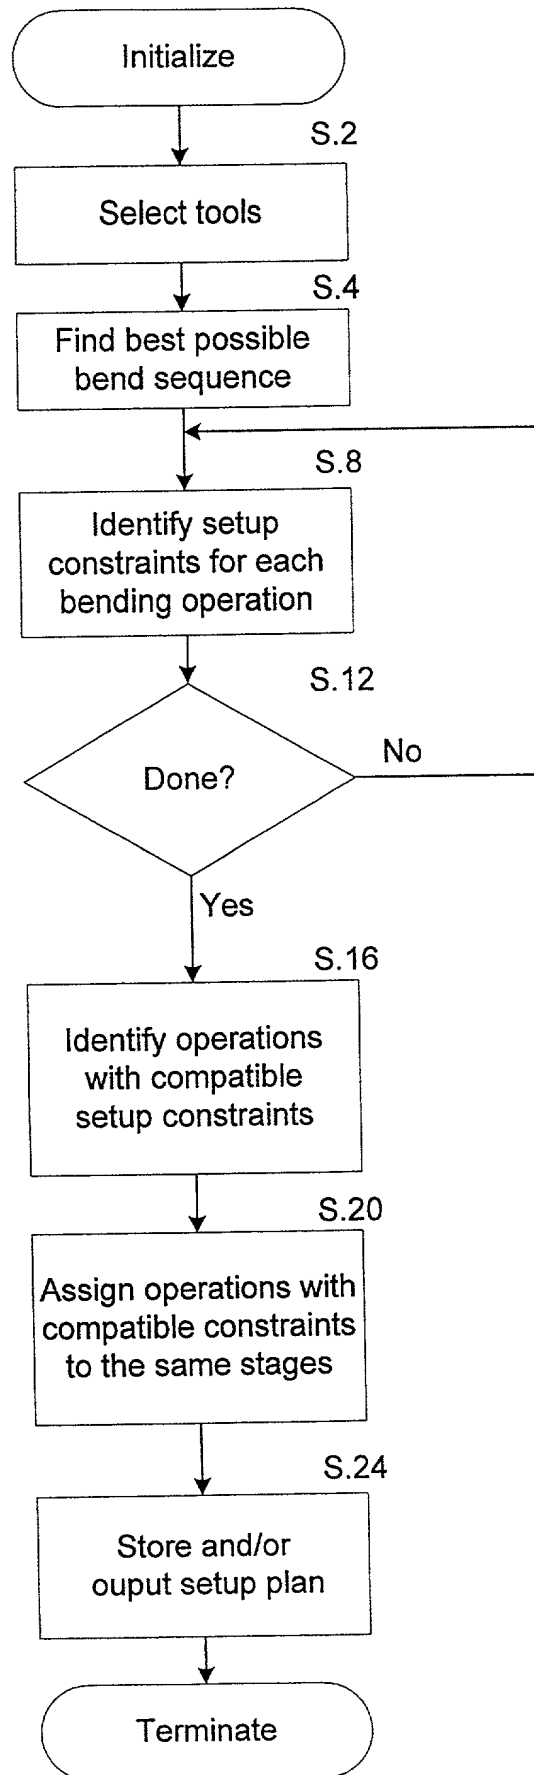 Initialize
S.2
Select tools
S.4
Find best possible
bend sequence
S.8
Identify setup
constraints for each
bending operation
S.12
Done?
No
Yes
S.16
Identify operations
with compatible
setup constraints
S.20
Assign operations with
compatible constraints
to the same stages
S.24
Store and/or
ouput setup plan
Terminate